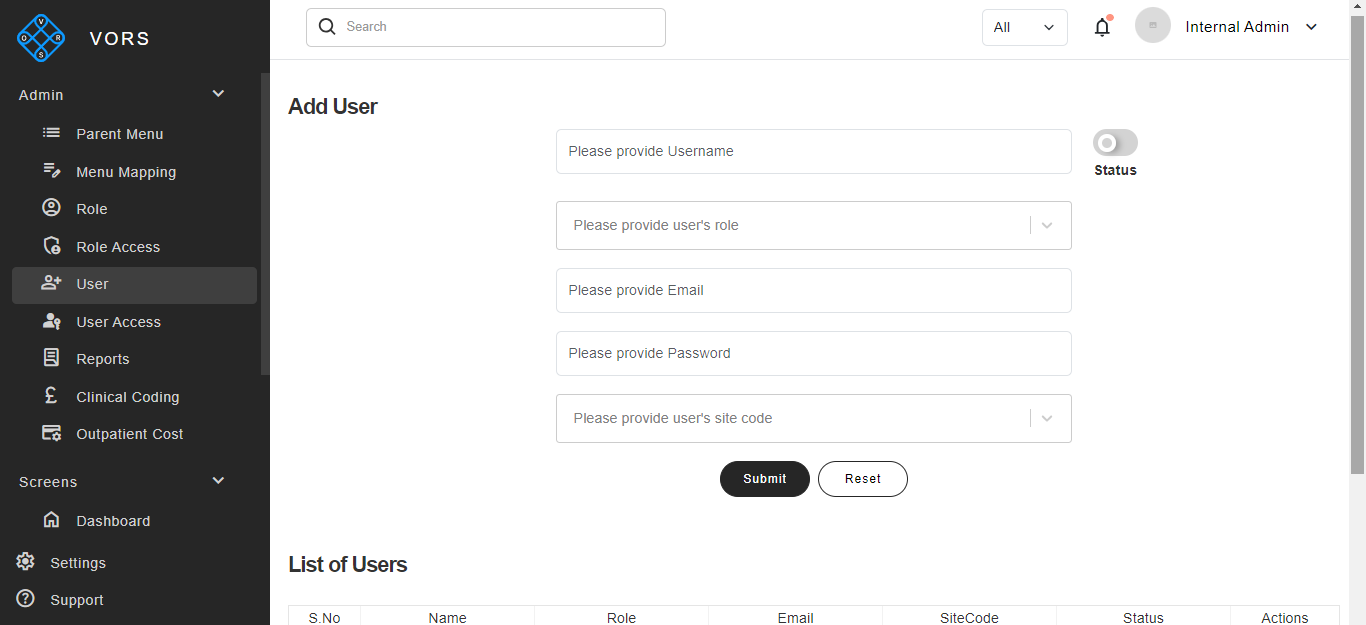 V
O R
S
VORS
Search
All
Internal Admin
Admin
Parent Menu
Menu Mapping
Role
Role Access
User
User Access
Reports
Clinical Coding
Outpatient Cost
Screens
Dashboard
Settings
Support
Add User
Please provide Username
Status
Please provide user's role
Please provide Email
Please provide Password
Please provide user's site code
Submit Reset
List of Users
S.No Name Role Email SiteCode Status Actions